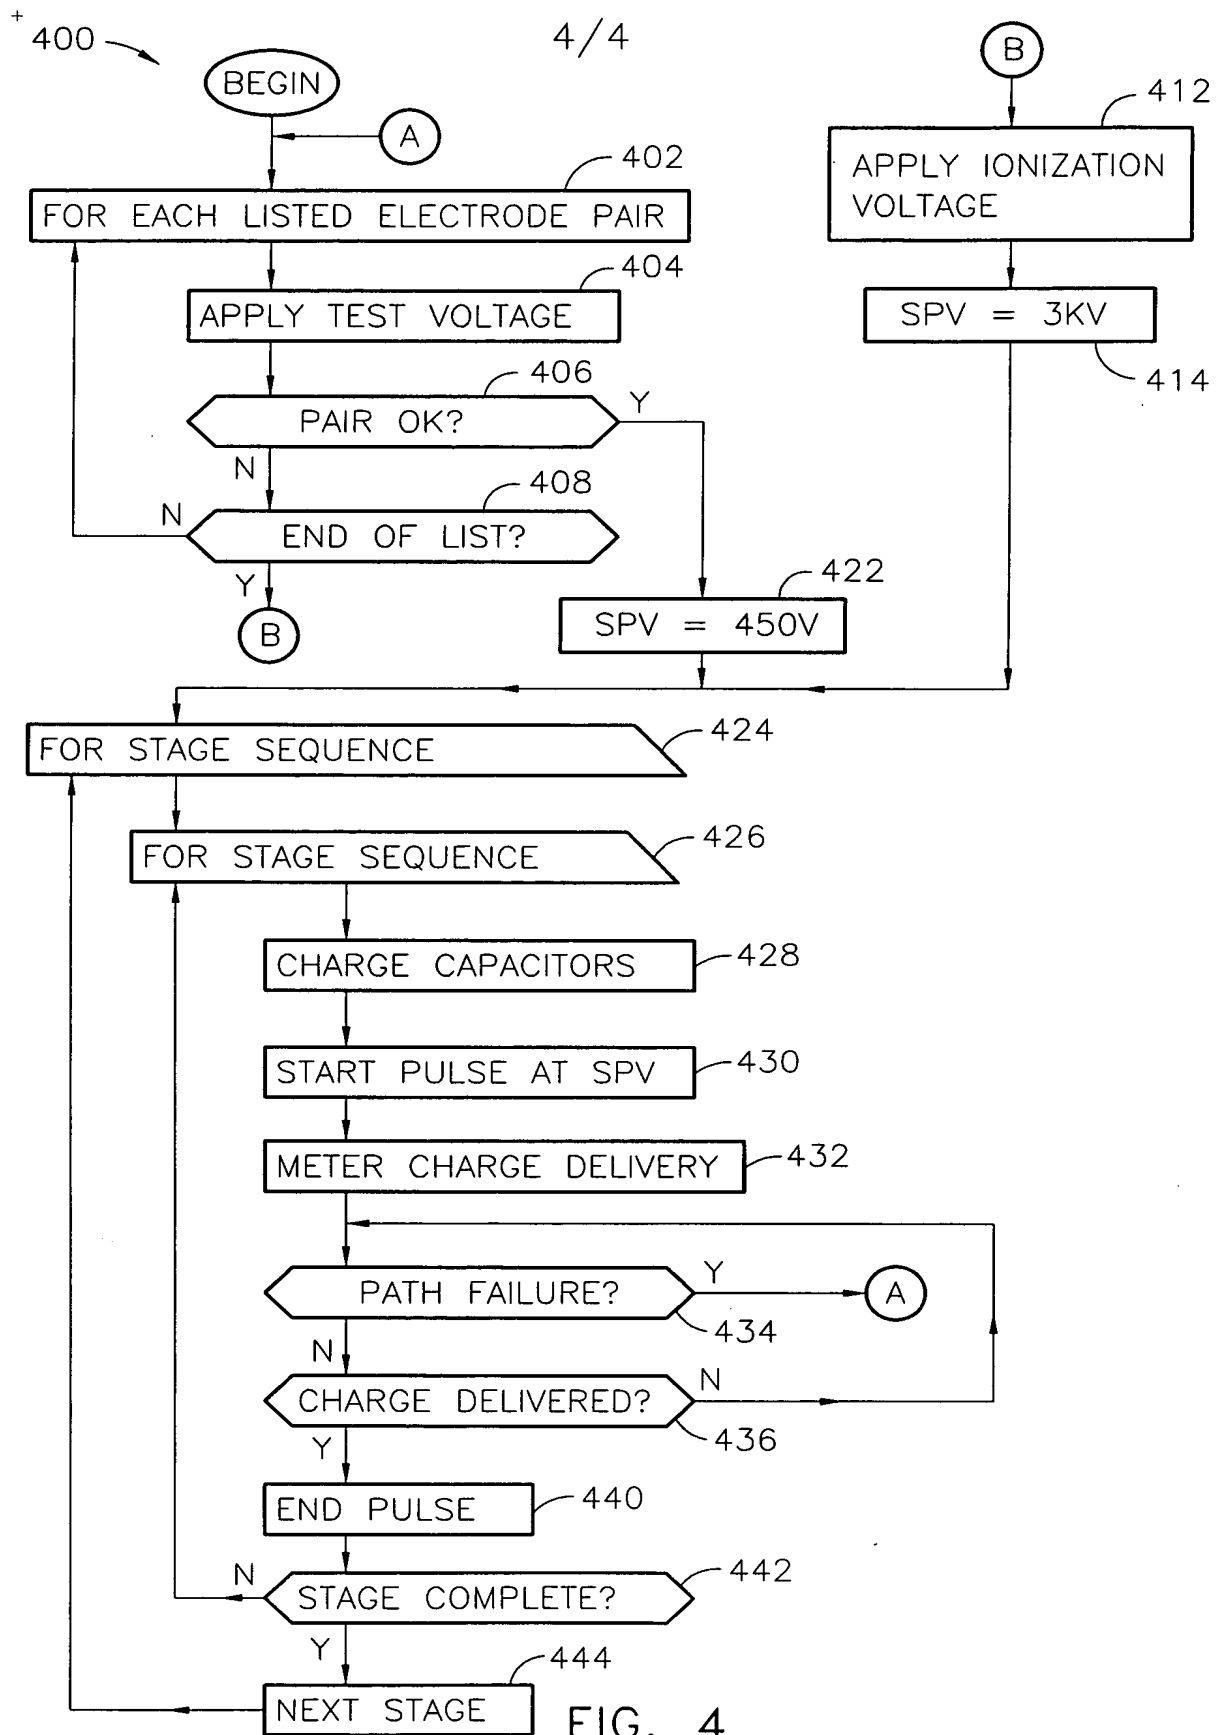 +
400
4/4
BEGIN
A
402
FOR EACH LISTED ELECTRODE PAIR
404
APPLY TEST VOLTAGE
406
PAIR OK?
Y
N
408
END OF LIST?
N
Y
B
B
412
APPLY IONIZATION
VOLTAGE
SPV = 3KV
414
422
SPV = 450V
FOR STAGE SEQUENCE
424
FOR STAGE SEQUENCE
426
CHARGE CAPACITORS
428
START PULSE AT SPV
430
METER CHARGE DELIVERY
432
PATH FAILURE?
Y
A
434
N
CHARGE DELIVERED?
N
436
Y
END PULSE
440
N
STAGE COMPLETE?
442
Y
444
NEXT STAGE
FIG. 4